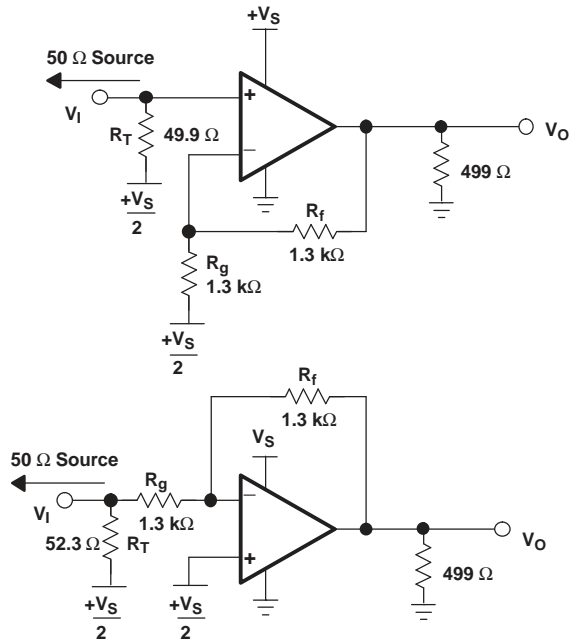 +VS
50 Ω Source
VI
+
RT
49.9 Ω
−
VO
499 Ω
+VS
2
Rf
1.3 kΩ
Rg
1.3 kΩ
+VS
2
Rf
1.3 kΩ
50 Ω Source
VS
Rg
VI
1.3 kΩ
−
VO
52.3 Ω
RT
+
499 Ω
+VS
2
+VS
2